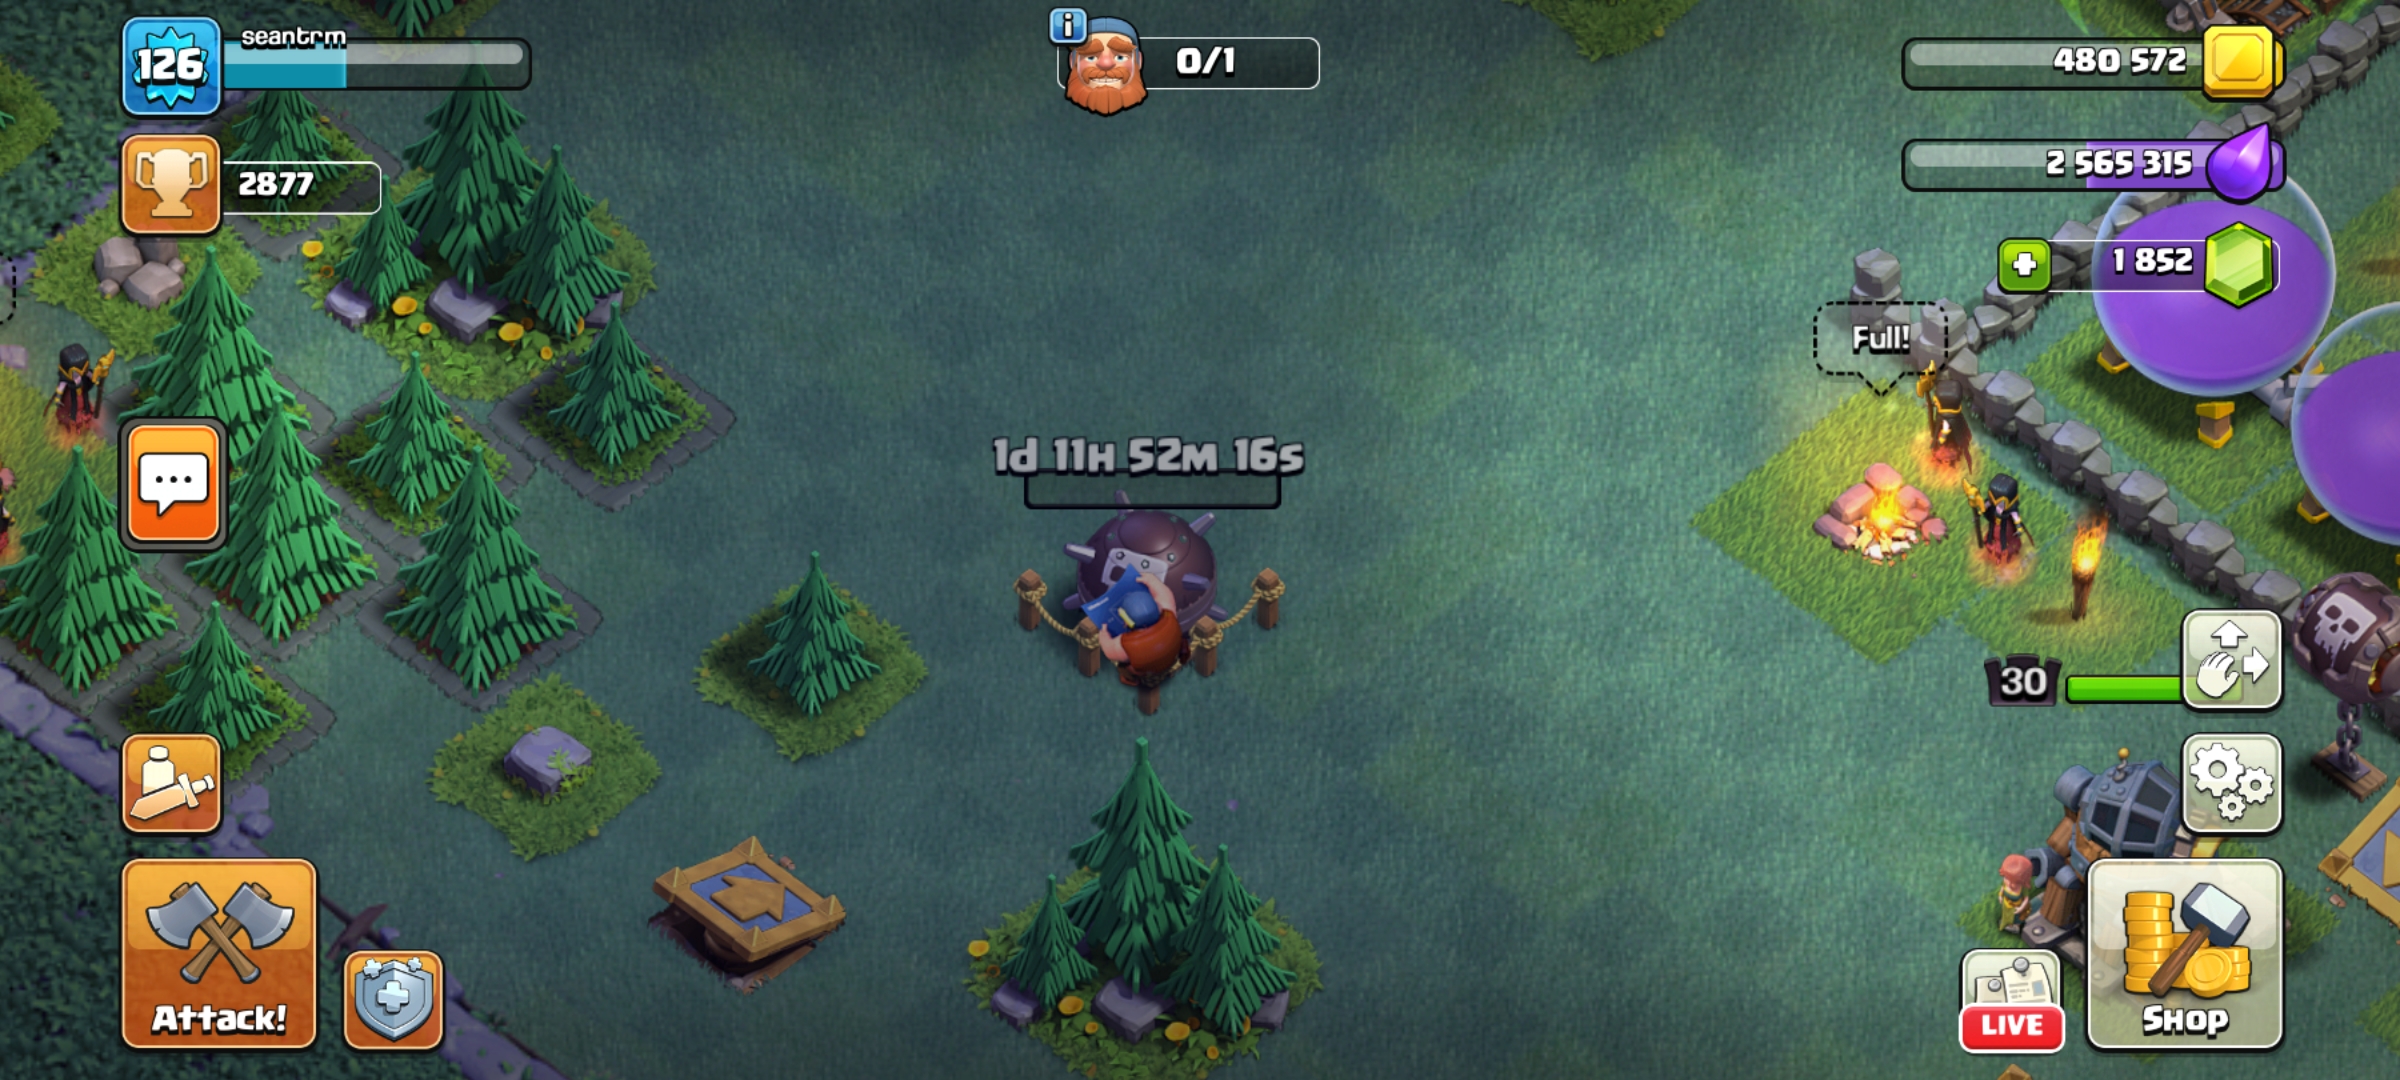 seantrm
126
i
0/1
480 572
2877
2 565 315
1 852
Full!
1d 11H 52M 16s
30
Attack!
LIVE
Shop